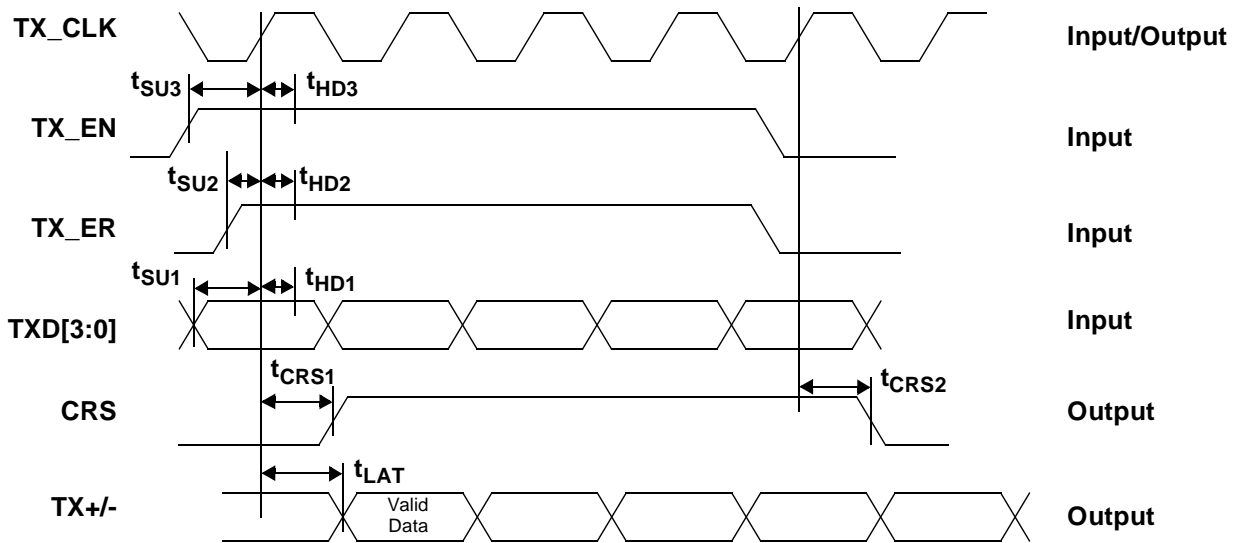 TX_CLK Input/Output
tSU3 tHD3
TX_EN Input
tSU2 tHD2
TX_ER Input
tSU1 tHD1
TXD[3:0] Input
tCRS1 tCRS2
CRS Output
tLAT
TX+/- Valid Data Output